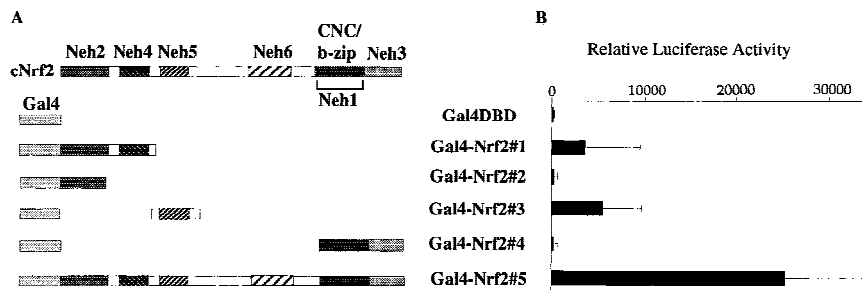 A
CNC/
b-zip
Neh2 Neh4 Neh5 Neh6 Neh3
cNrf2
Neh1
Gal4
B
Relative Luciferase Activity
0 10000 20000 30000
Gal4DBD
Gal4-Nrf2#1
Gal4-Nrf2#2
Gal4-Nrf2#3
Gal4-Nrf2#4
Gal4-Nrf2#5